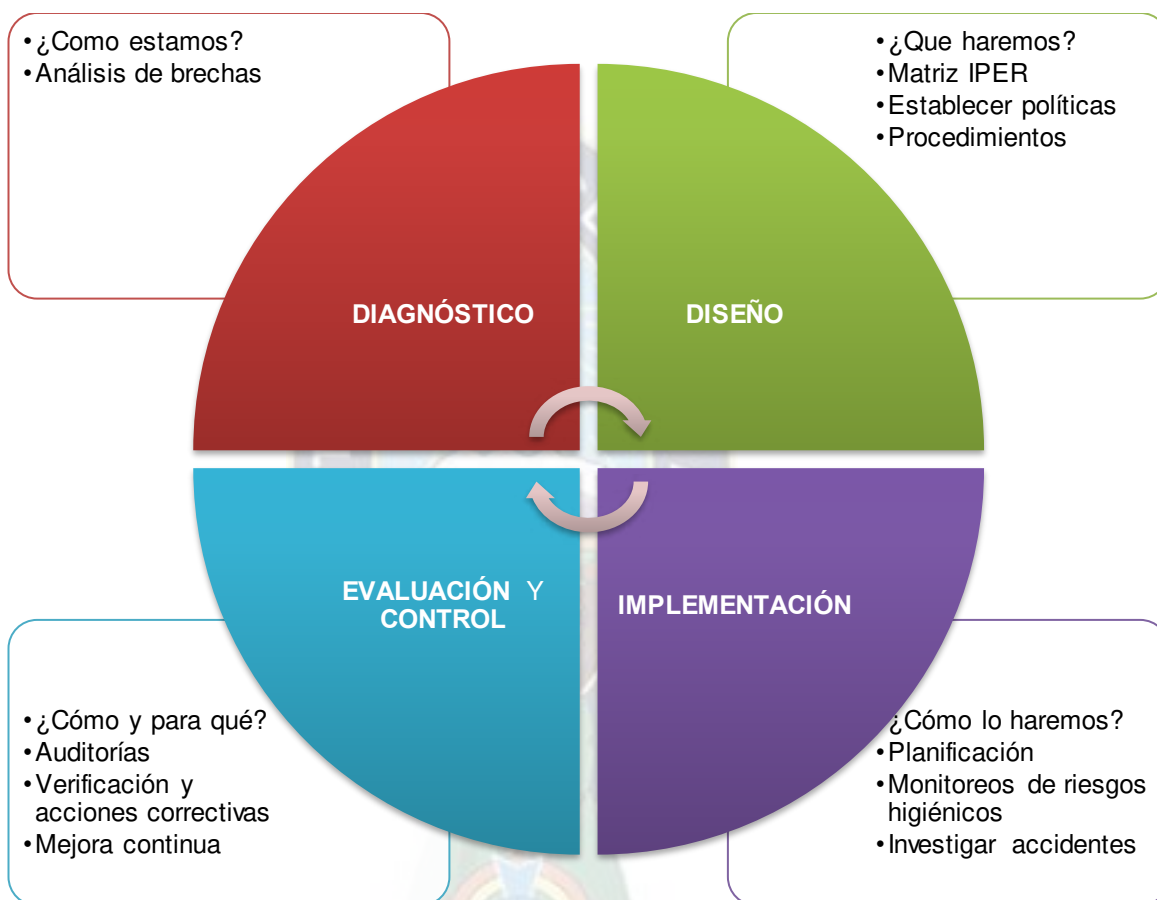 •¿Como estamos?
•Análisis de brechas
•¿Que haremos?
•Matriz IPER
•Establecer políticas
•Procedimientos
DIAGNÓSTICO
DISEÑO
EVALUACIÓN Y
CONTROL
IMPLEMENTACIÓN
•¿Cómo y para qué?
•Auditorías
•Verificación y
acciones correctivas
•Mejora continua
•¿Cómo lo haremos?
•Planificación
•Monitoreos de riesgos
higiénicos
•Investigar accidentes